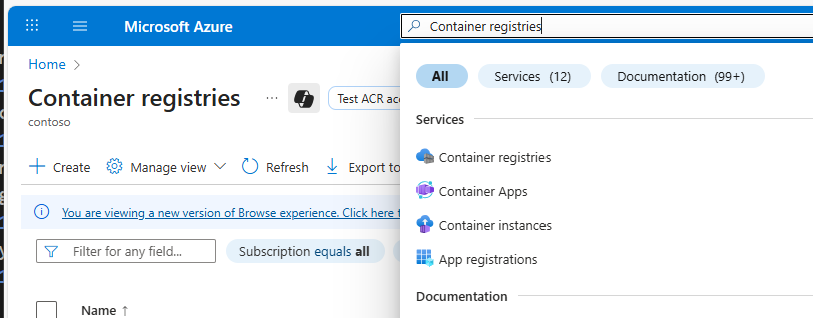 Microsoft Azure
Container registries
Home >
All
Services (12)
Documentation (99+)
Container registries
Test ACR acc
contoso
Services
+ Create
Manage view
Refresh
Export to
Container registries
Container Apps
You are viewing a new version of Browse experience. Click here
Container instances
Filter for any field...
Subscription equals all
App registrations
Documentation
Name ↑